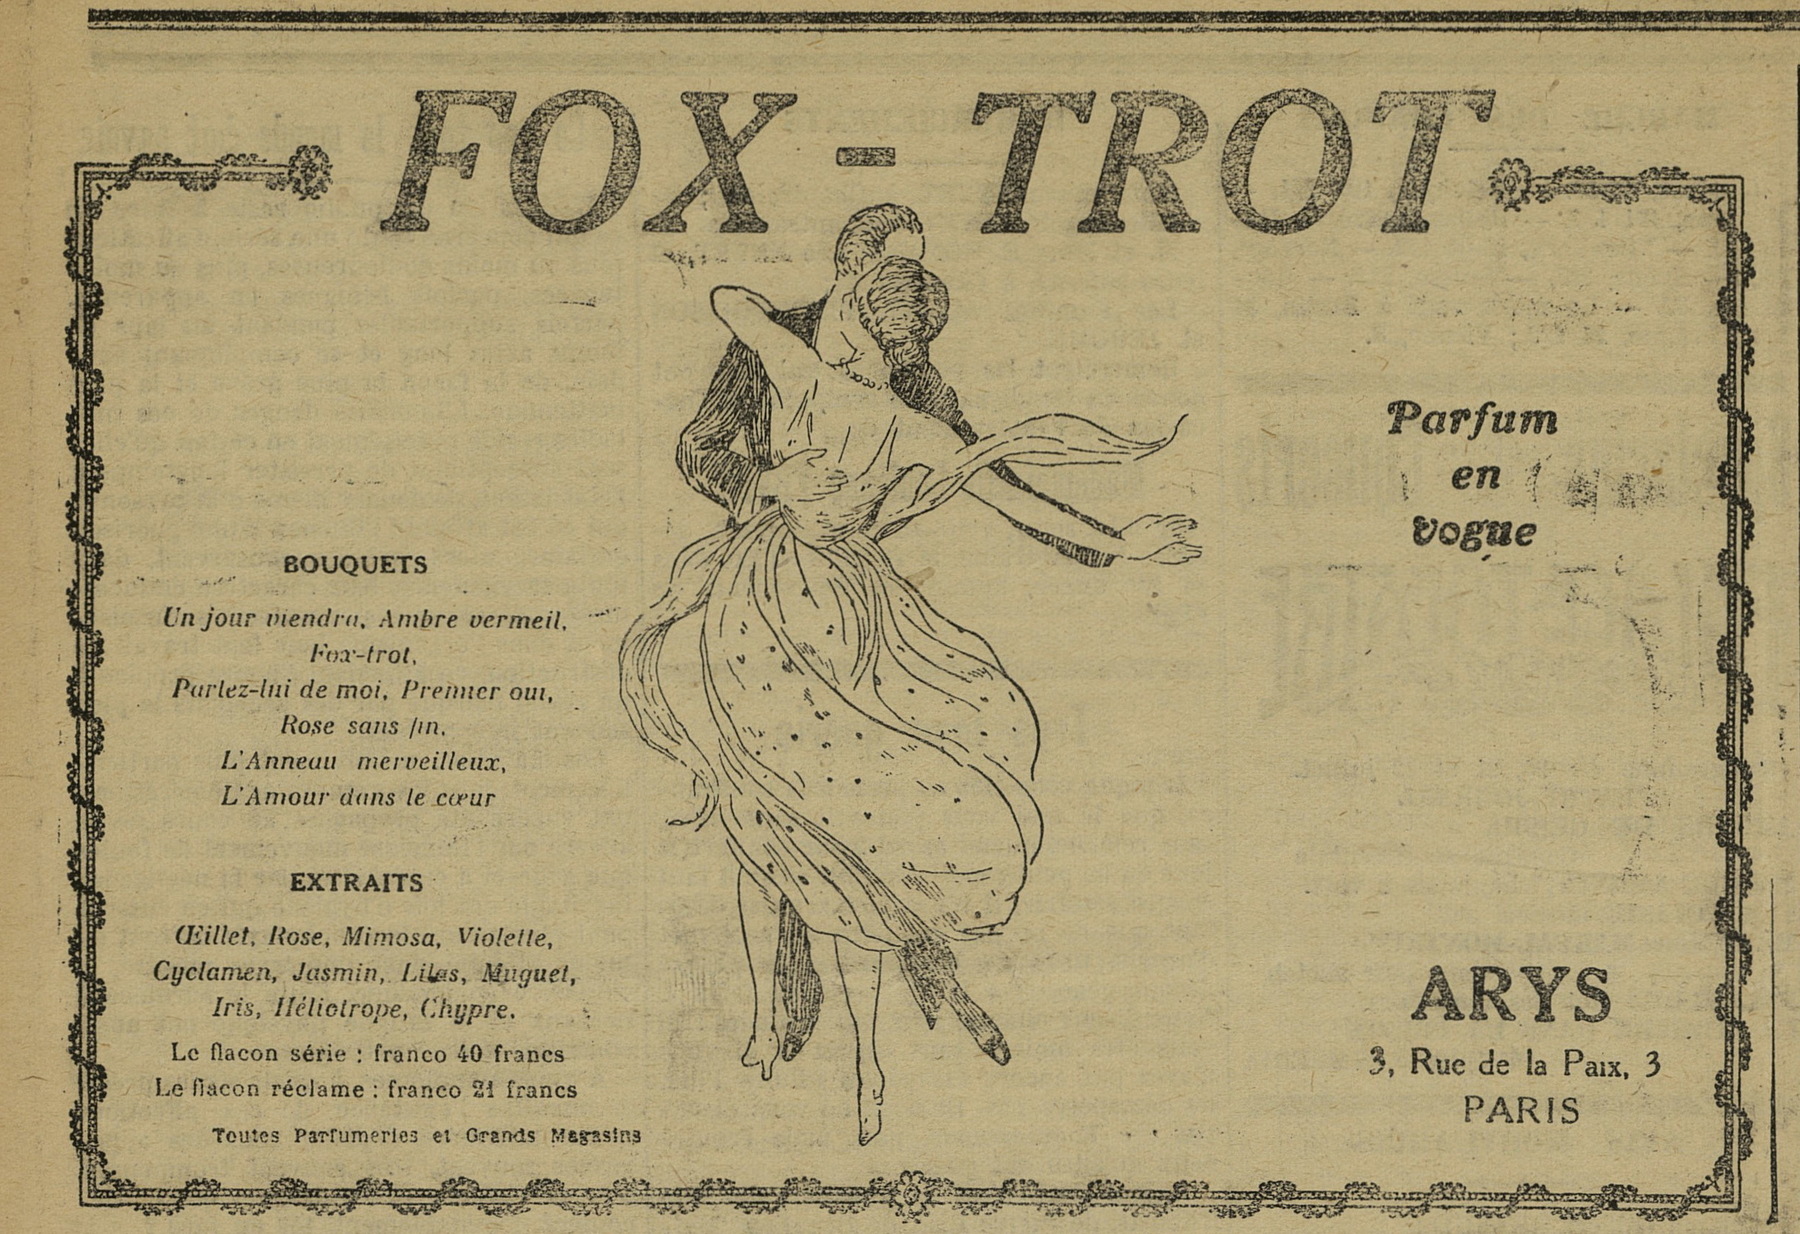 FOX - TROT
BOUQUETS
Un jour viendra, Ambre vermeil,
Fox-trot,
Parlez-lui de moi, Premier oui,
Rose sans fin,
L'Anneau merveilleux,
L'Amour dans le cœur
EXTRAITS
Œillet, Rose, Mimosa, Violette,
Cyclamen, Jasmin, Lilas, Muguet,
Iris, Héliotrope, Chypre.
Le flacon série : franco 40 francs
Le flacon réclame : franco 21 francs
Toutes Parfumeries et Grands Magasins
Parfum
en
vogue
ARYS
3, Rue de la Paix, 3
PARIS